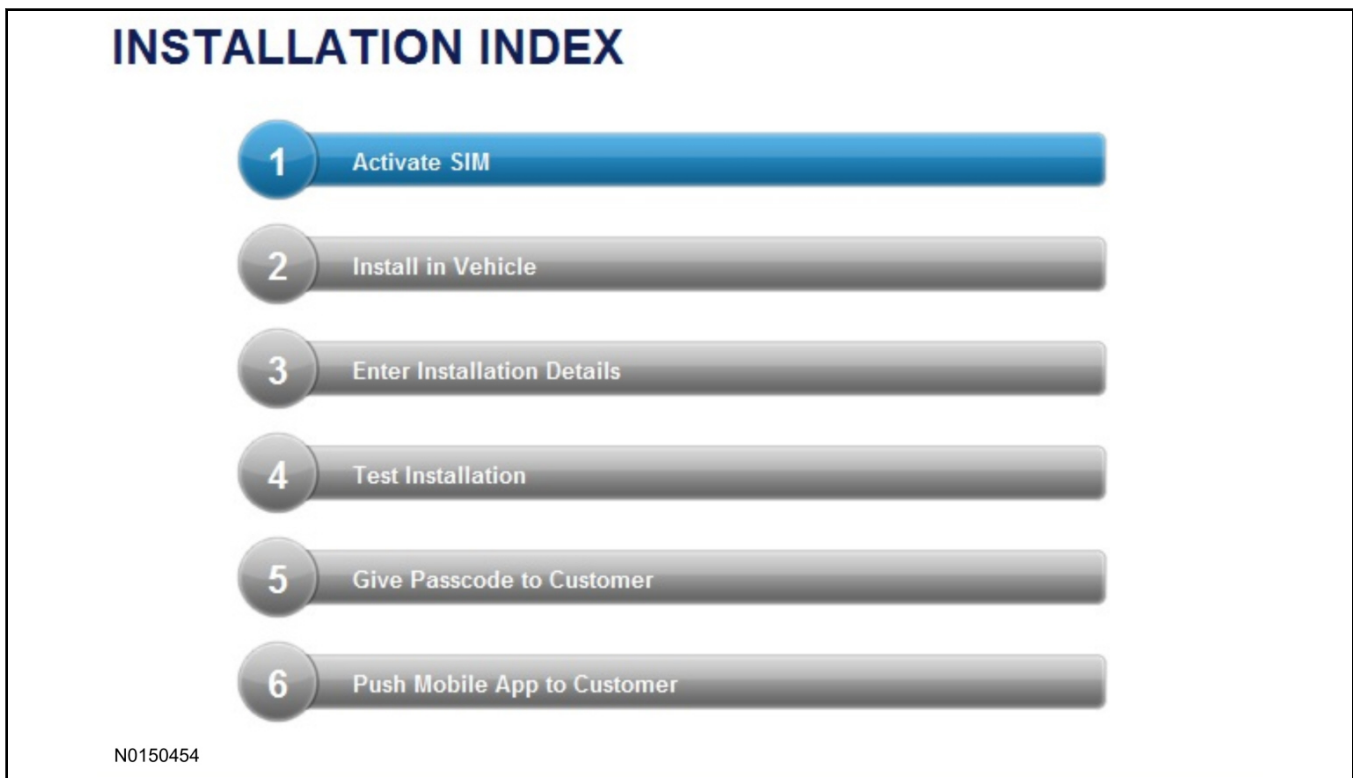 INSTALLATION INDEX
1 Activate SIM
2 Install in Vehicle
3 Enter Installation Details
4 Test Installation
5 Give Passcode to Customer
6 Push Mobile App to Customer
N0150454